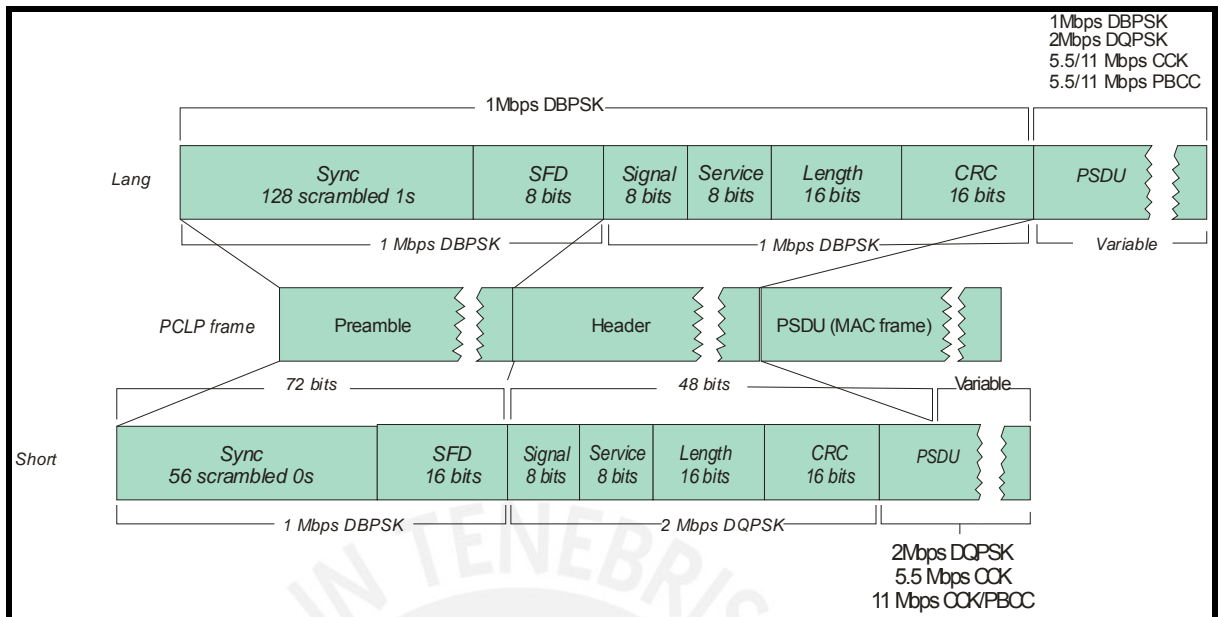 1Mbps DBPSK
2Mbps DQPSK
5.5/11 Mbps CCK
5.5/11 Mbps PBCC
1Mbps DBPSK
Lang
Sync
128 scrambled 1s
SFD
8 bits
Signal
8 bits
Service
8 bits
Length
16 bits
CRC
16 bits
PSDU
1 Mbps DBPSK
1 Mbps DBPSK
Variable
PCLP frame
Preamble
Header
PSDU (MAC frame)
72 bits
48 bits
Variable
Short
Sync
56 scrambled 0s
SFD
16 bits
Signal
8 bits
Service
8 bits
Length
16 bits
CRC
16 bits
PSDU
1 Mbps DBPSK
2 Mbps DQPSK
2Mbps DQPSK
5.5 Mbps CCK
11 Mbps CCK/PBCC
IN TENEBRIS